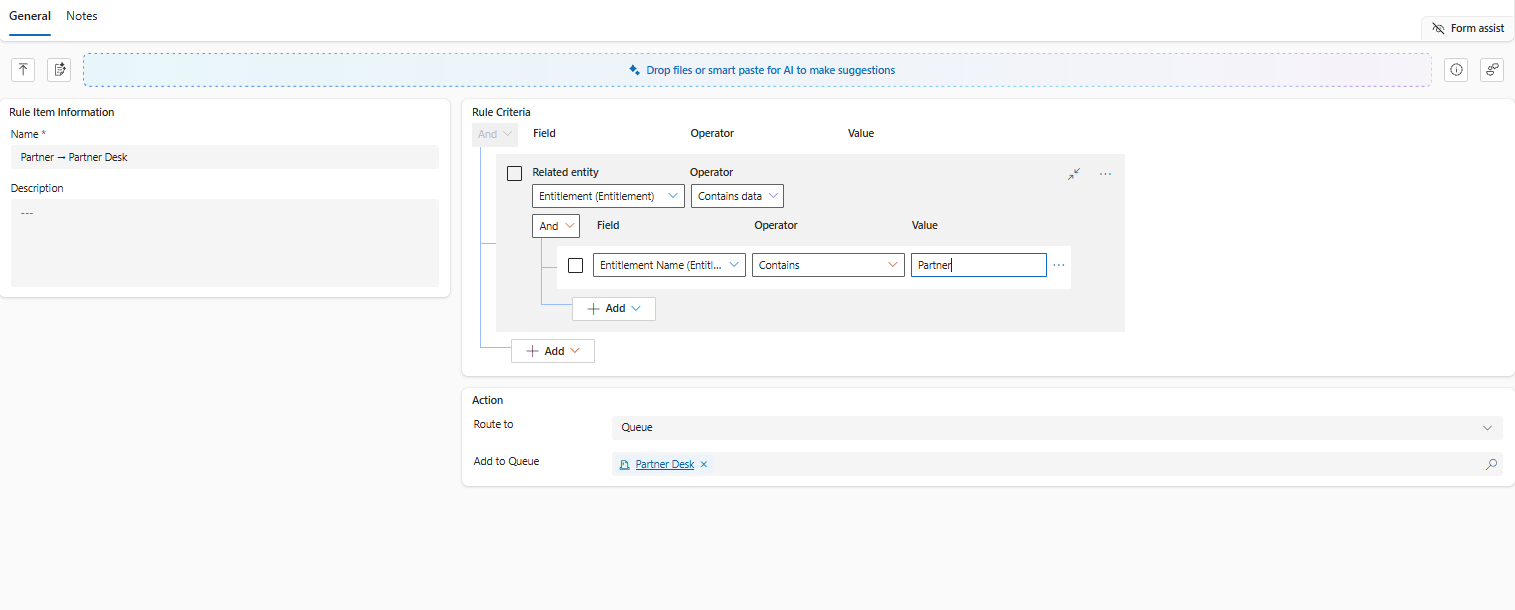 General Notes
Form assist
Drop files or smart paste for AI to make suggestions
Rule Item Information
Name *
Partner → Partner Desk
Description
---
Rule Criteria
And Field Operator Value
Related entity Operator
Entitlement (Entitlement) Contains data
And Field Operator Value
Entitlement Name (Entitl... Contains Partner
Add
Add
Action
Route to Queue
Add to Queue Partner Desk